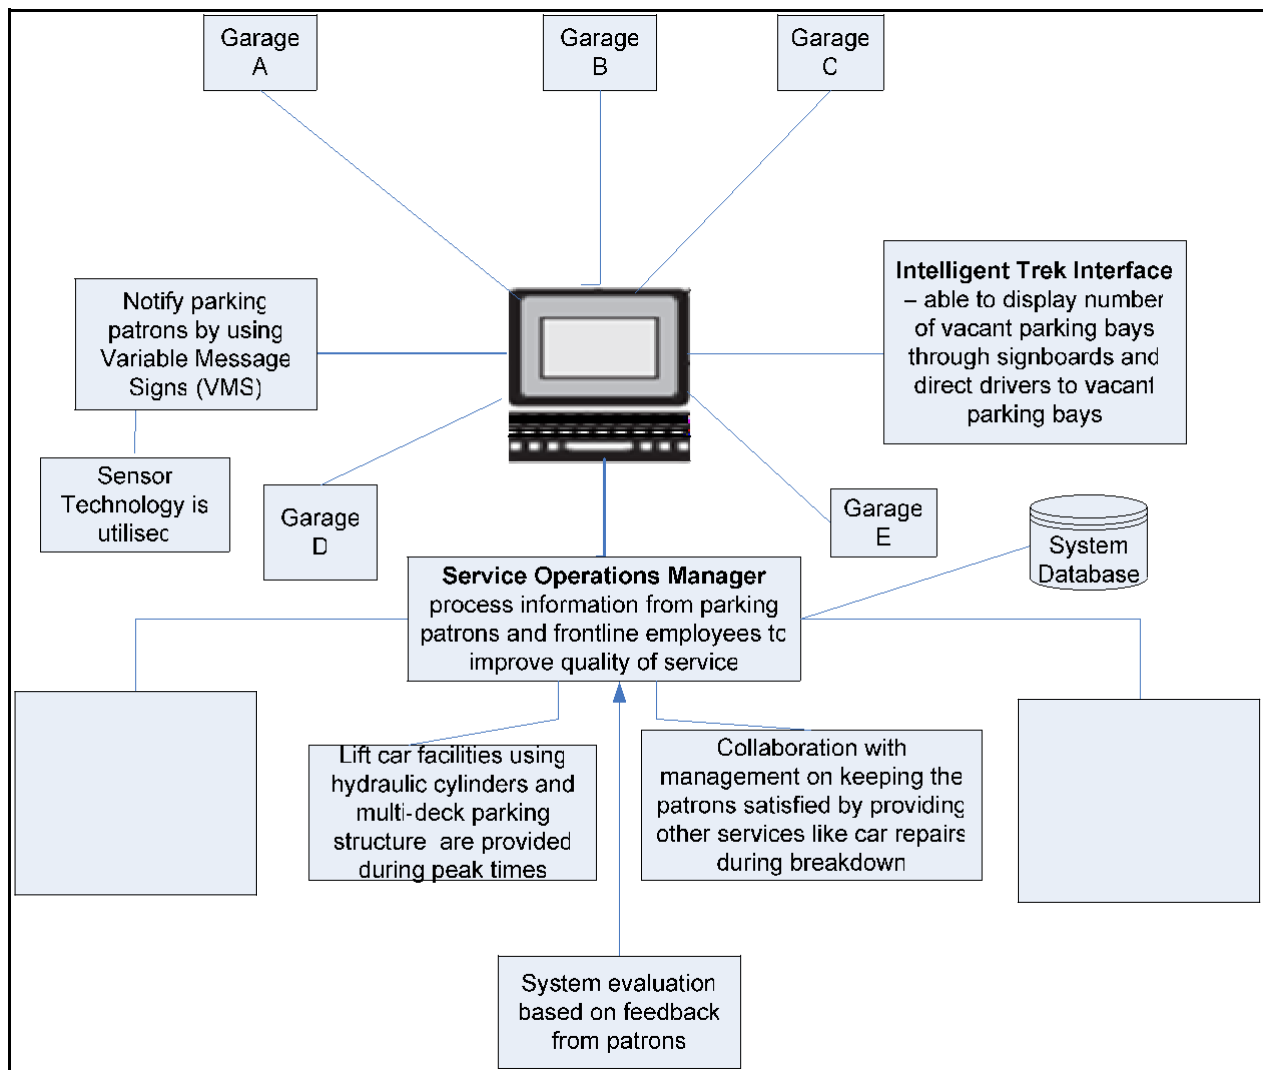 Garage
A
Garage
B
Garage
C
Notify parking
patrons by using
Variable Message
Signs (VMS)
Intelligent Trek Interface
– able to display number
of vacant parking bays
through signboards and
direct drivers to vacant
parking bays
Sensor
Technology is
utilised
Garage
D
Garage
E
System
Database
Service Operations Manager
process information from parking
patrons and frontline employees to
improve quality of service
Lift car facilities using
hydraulic cylinders and
multi-deck parking
structure are provided
during peak times
Collaboration with
management on keeping the
patrons satisfied by providing
other services like car repairs
during breakdown
System evaluation
based on feedback
from patrons